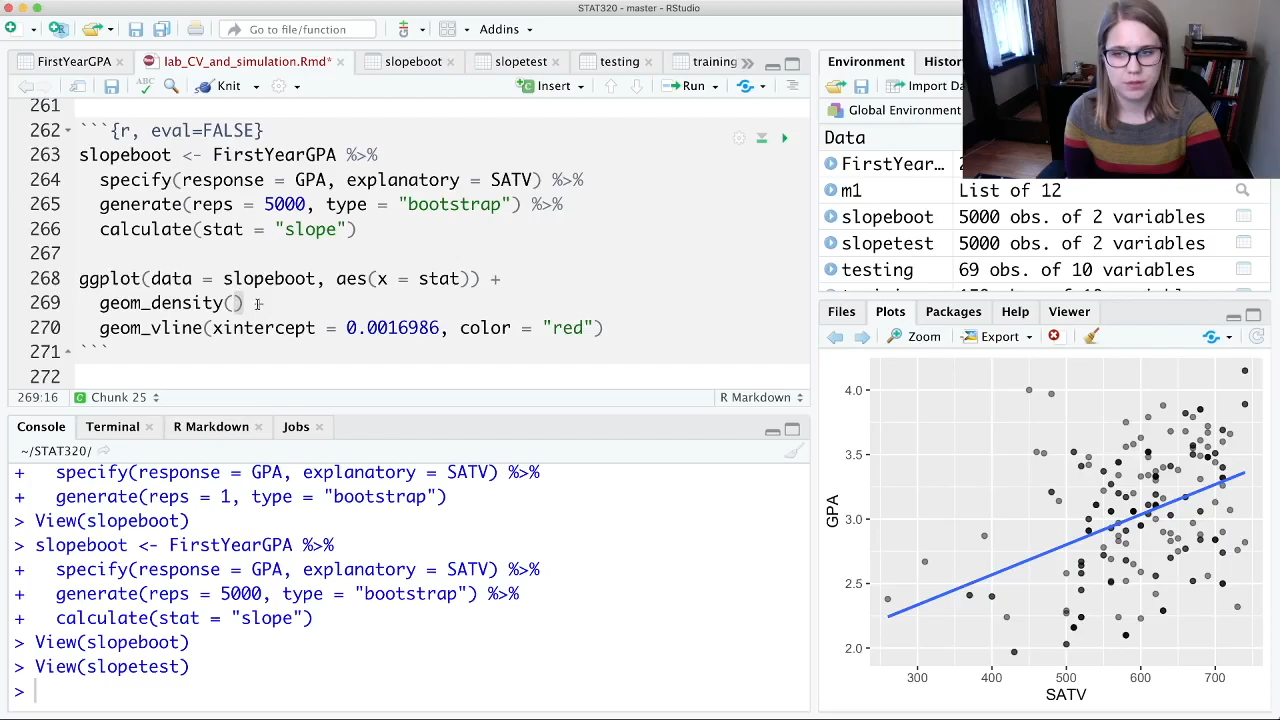 STAT320 - master - RStudio
Go to file/function
Addins
FirstYearGPA
lab_CV_and_simulation.Rmd*
slopeboot
slopetest
testing
training
ABC
Knit
Insert
Run
261
262 ```{r, eval=FALSE}
263 slopeboot <- FirstYearGPA %>%
264 specify(response = GPA, explanatory = SATV) %>%
265 generate(reps = 5000, type = "bootstrap") %>%
266 calculate(stat = "slope")
267
268 ggplot(data = slopeboot, aes(x = stat)) +
269 geom_density()
270 geom_vline(xintercept = 0.0016986, color = "red")
271 ```
272
269:16 Chunk 25 R Markdown
Console Terminal R Markdown Jobs
~/STAT320/
+ specify(response = GPA, explanatory = SATV) %>%
+ generate(reps = 1, type = "bootstrap")
> View(slopeboot)
> slopeboot <- FirstYearGPA %>%
+ specify(response = GPA, explanatory = SATV) %>%
+ generate(reps = 5000, type = "bootstrap") %>%
+ calculate(stat = "slope")
> View(slopeboot)
> View(slopetest)
>
Environment
Import Da
Global Environment
Data
FirstYear…
m1 List of 12
slopeboot 5000 obs. of 2 variables
slopetest 5000 obs. of 2 variables
testing 69 obs. of 10 variables
Files Plots Packages Help Viewer
Zoom Export
4.0
3.5
3.0
2.5
2.0
GPA
300 400 500 600 700
SATV